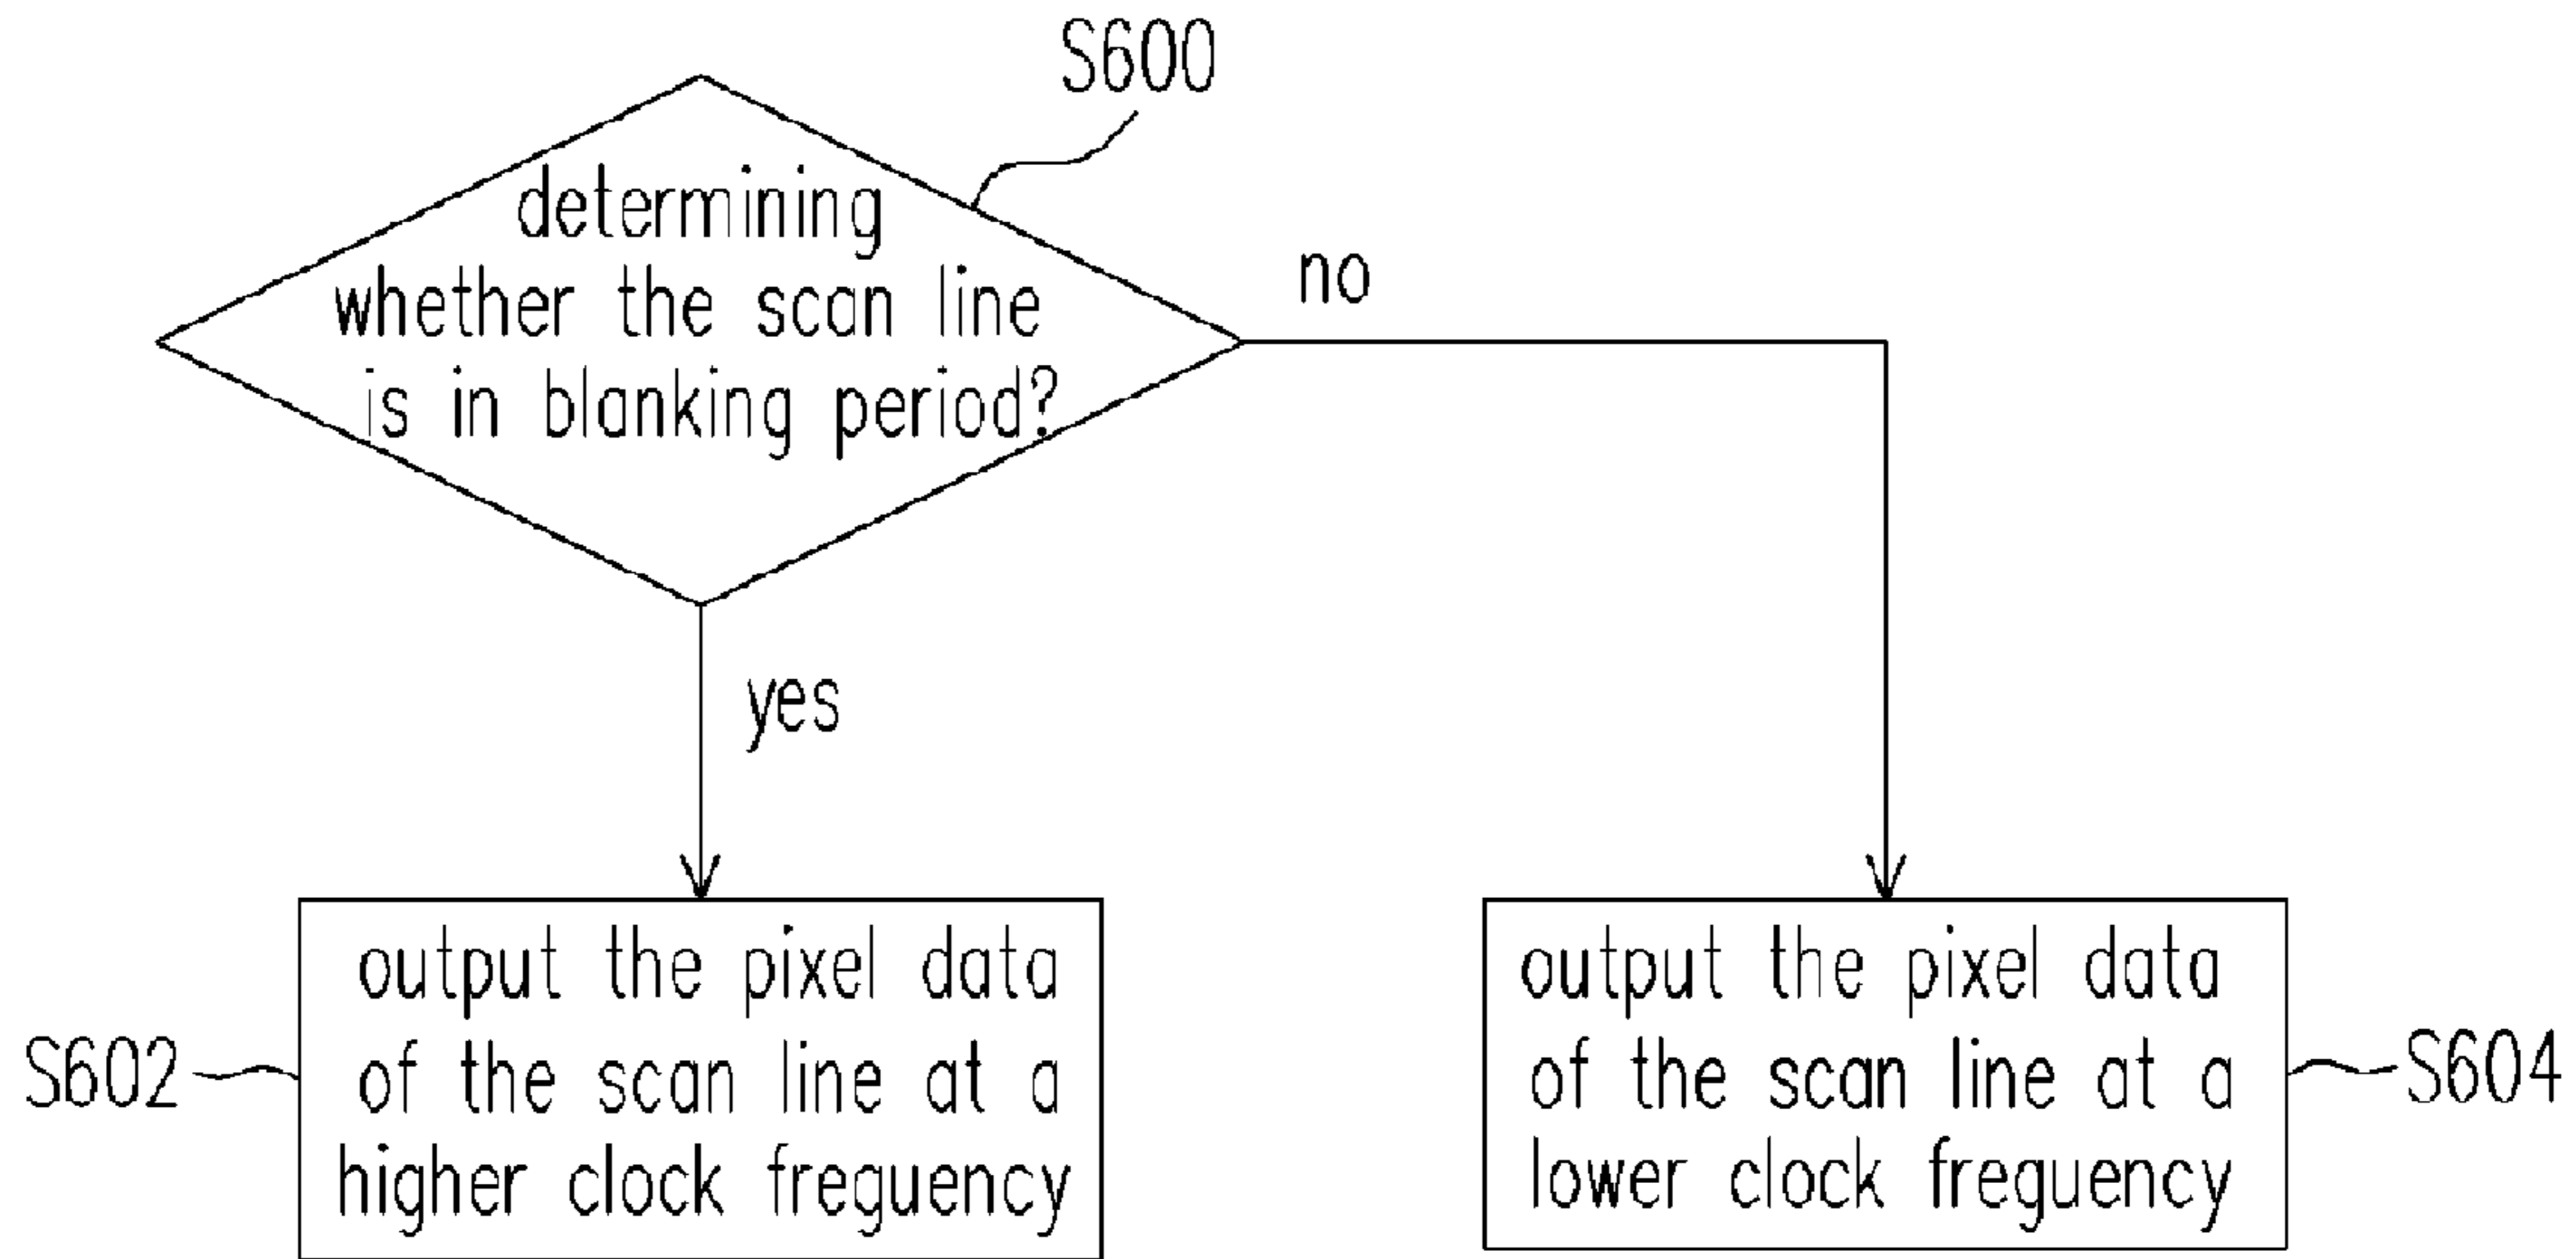 S600
determining
whether the scan line
is in blanking period?
no
yes
output the pixel data
of the scan line at a
higher clock freguency
S602
output the pixel data
of the scan line at a
lower clock freguency
S604